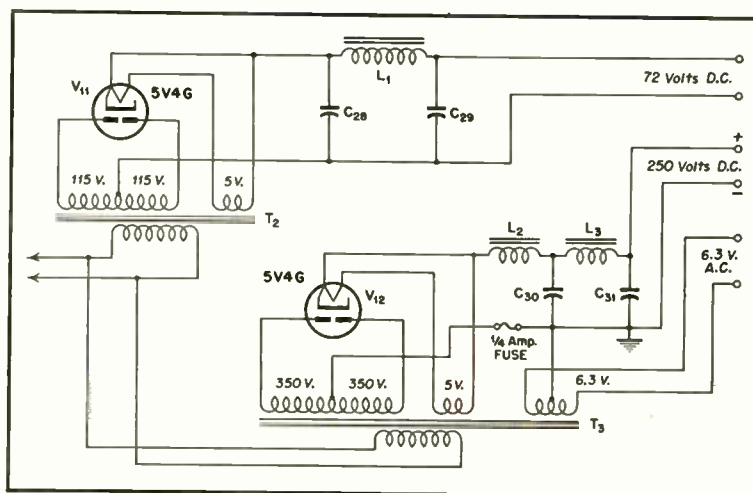 V11
5V4G
L1
C28
C29
72 Volts D.C.
115 V.
115 V.
5 V.
T2
+
250 Volts D.C.
−
L2
L3
5V4G
V12
C30
C31
6.3 V.
A.C.
1/4 Amp.
FUSE
350 V.
350 V.
5 V.
6.3 V.
T3